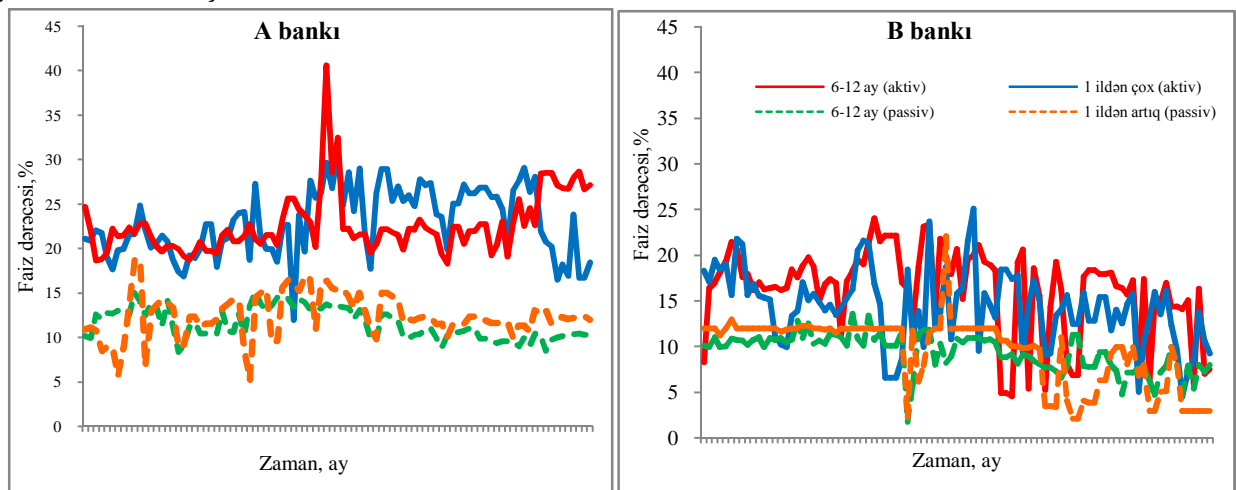 A bankı
45
40
35
30
25
20
15
10
5
0
Faiz dərəcəsi,%
Zaman, ay
B bankı
45
40
35
30
25
20
15
10
5
0
Faiz dərəcəsi,%
6-12 ay (aktiv)
1 ildən çox (aktiv)
6-12 ay (passiv)
1 ildən artıq (passiv)
Zaman, ay